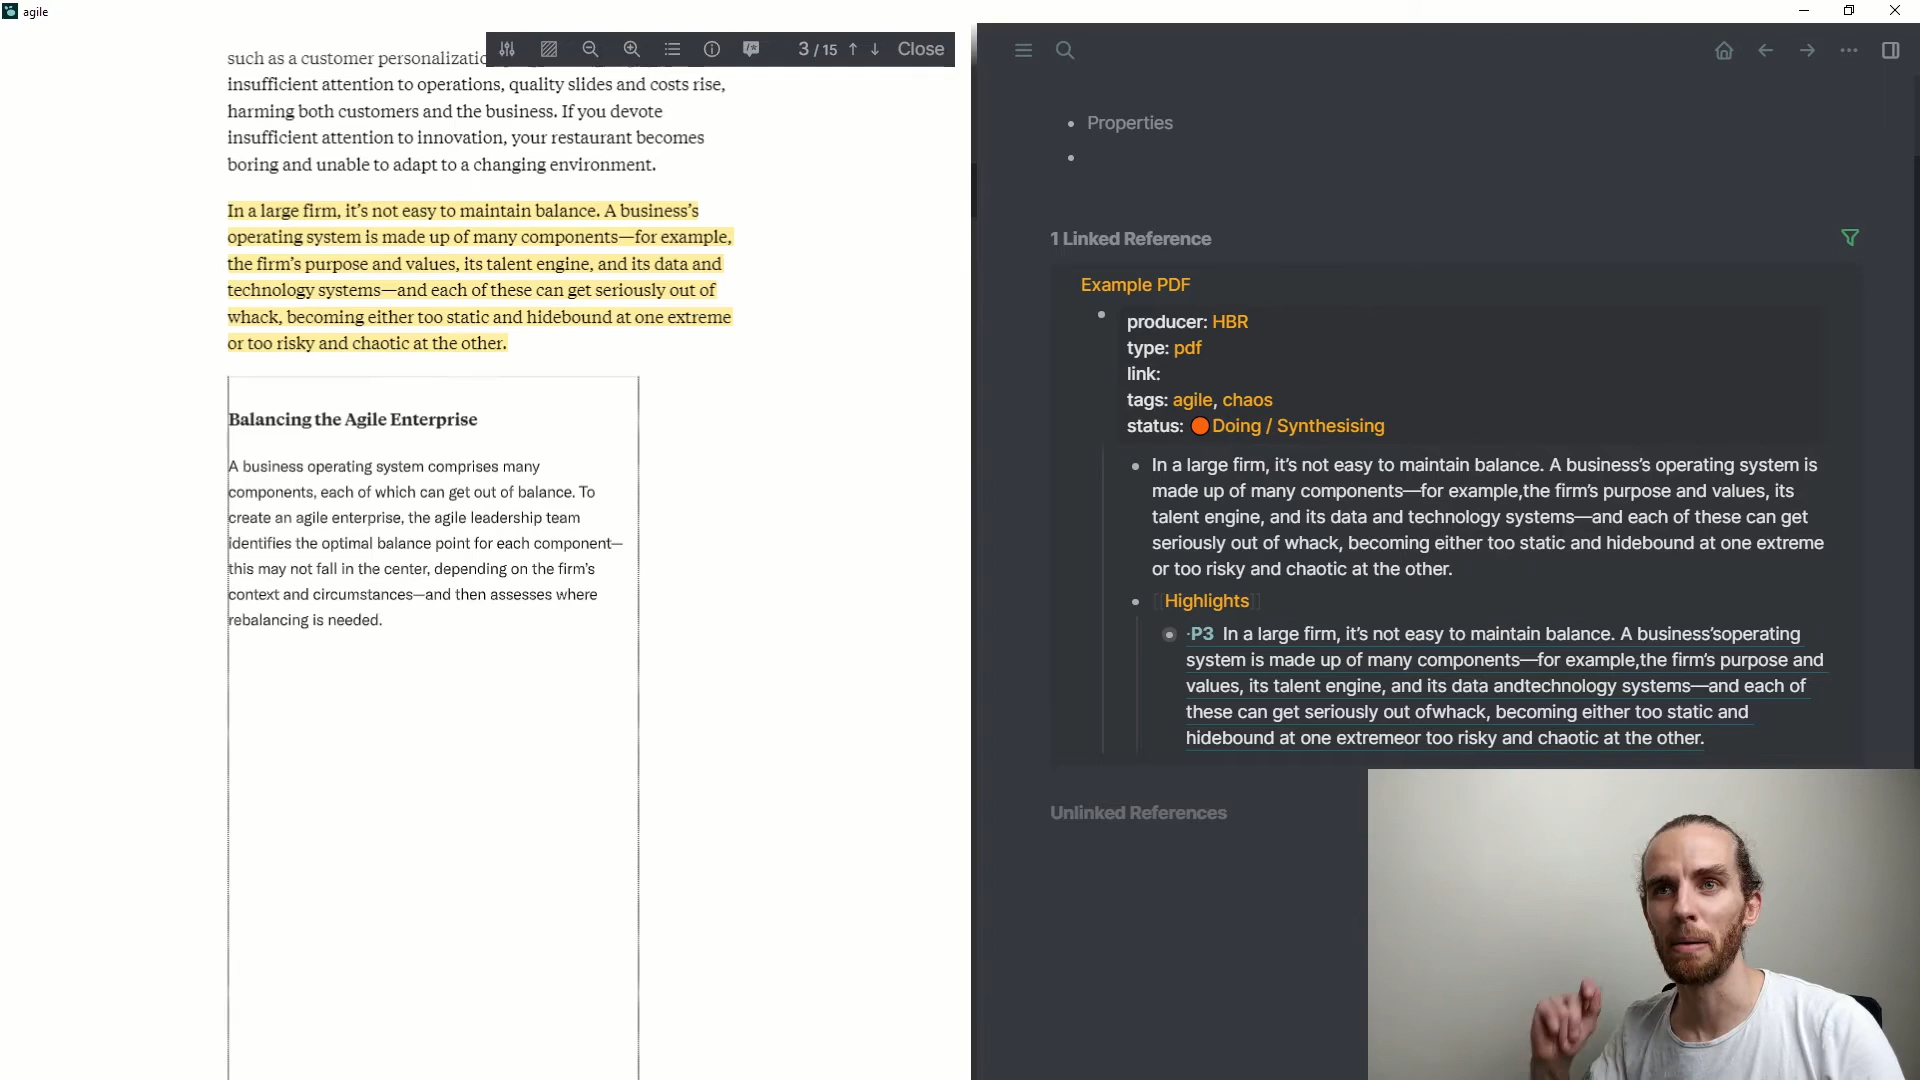 agile
such as a customer personalizatio
insufficient attention to operations, quality slides and costs rise,
harming both customers and the business. If you devote
insufficient attention to innovation, your restaurant becomes
boring and unable to adapt to a changing environment.
In a large firm, it’s not easy to maintain balance. A business’s
operating system is made up of many components—for example,
the firm’s purpose and values, its talent engine, and its data and
technology systems—and each of these can get seriously out of
whack, becoming either too static and hidebound at one extreme
or too risky and chaotic at the other.
Balancing the Agile Enterprise
A business operating system comprises many
components, each of which can get out of balance. To
create an agile enterprise, the agile leadership team
identifies the optimal balance point for each component—
this may not fall in the center, depending on the firm’s
context and circumstances—and then assesses where
rebalancing is needed.
3 / 15 ↑ ↓ Close
Properties
1 Linked Reference
Example PDF
producer: HBR
type: pdf
link:
tags: agile, chaos
status: Doing / Synthesising
In a large firm, it’s not easy to maintain balance. A business’s operating system is
made up of many components—for example,the firm’s purpose and values, its
talent engine, and its data and technology systems—and each of these can get
seriously out of whack, becoming either too static and hidebound at one extreme
or too risky and chaotic at the other.
[[Highlights]]
P3 In a large firm, it’s not easy to maintain balance. A business’soperating
system is made up of many components—for example,the firm’s purpose and
values, its talent engine, and its data andtechnology systems—and each of
these can get seriously out ofwhack, becoming either too static and
hidebound at one extremeor too risky and chaotic at the other.
Unlinked References